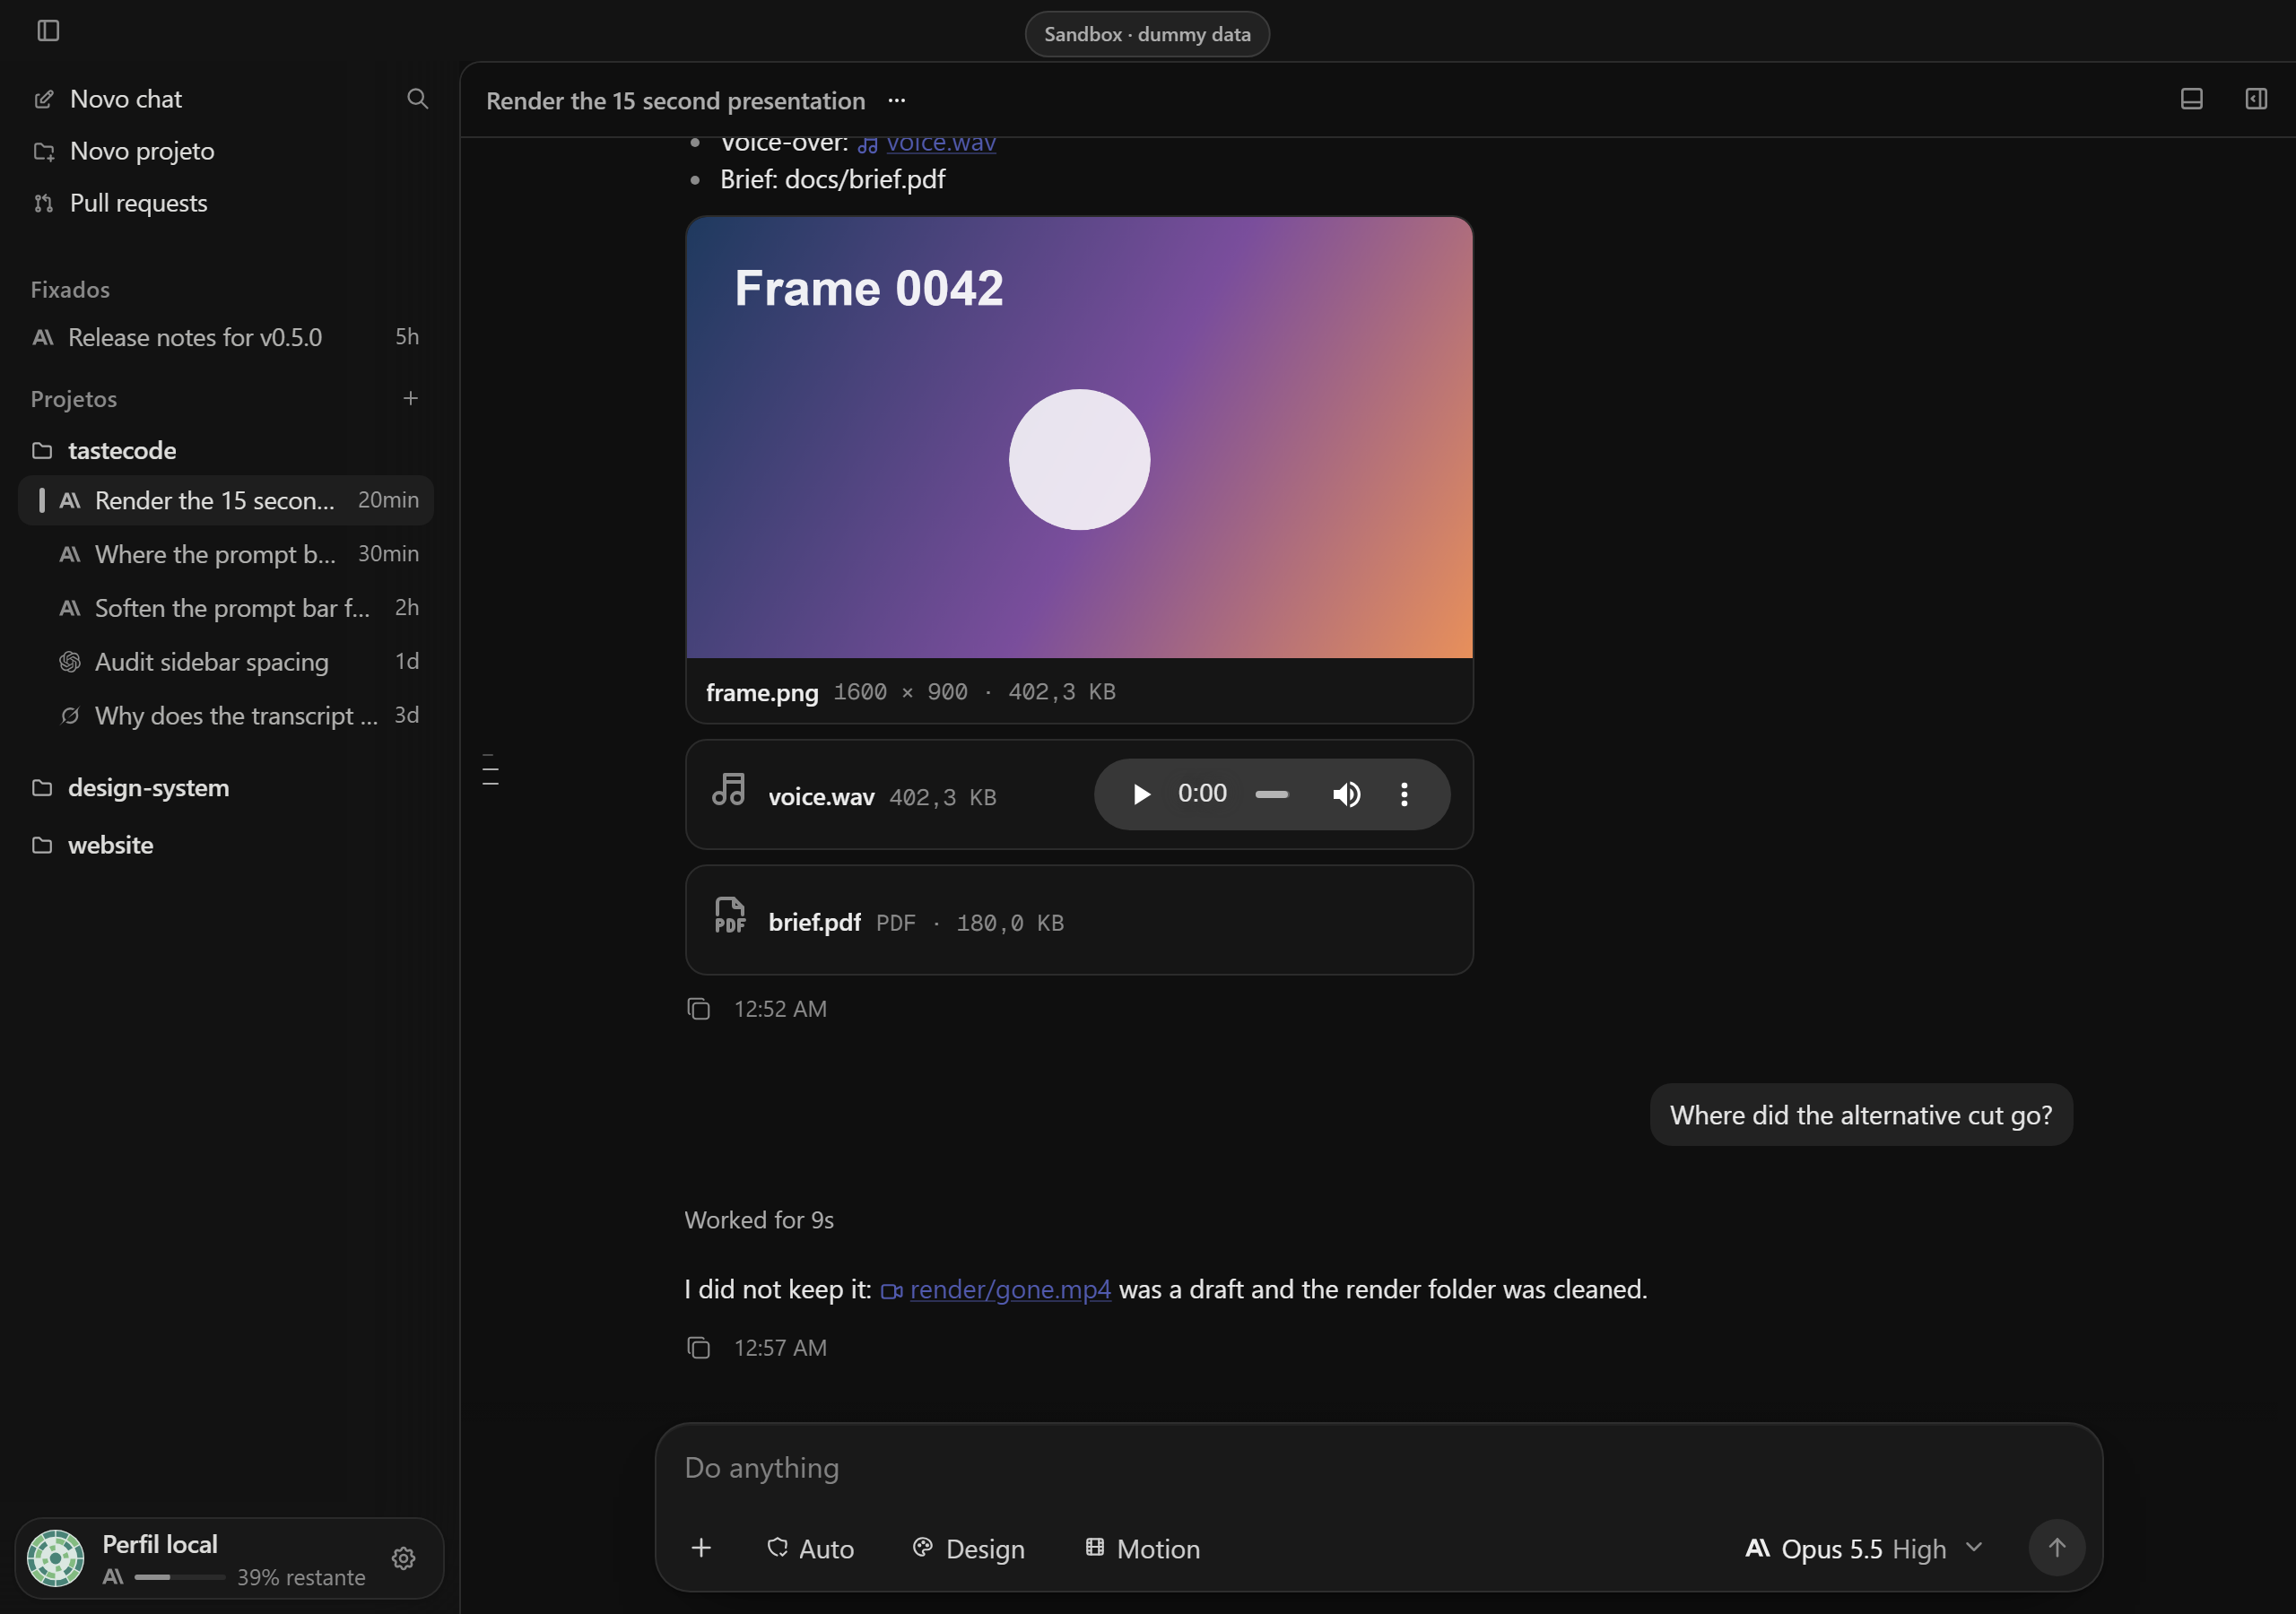 Sandbox · dummy data
Novo chat
Novo projeto
Pull requests
Fixados
Release notes for v0.5.0 5h
Projetos
tastecode
Render the 15 secon... 20min
Where the prompt b... 30min
Soften the prompt bar f... 2h
Audit sidebar spacing 1d
Why does the transcript ... 3d
design-system
website
Perfil local
39% restante
Render the 15 second presentation ...
Voice-over: voice.wav
Brief: docs/brief.pdf
Frame 0042
frame.png 1600 × 900 · 402,3 KB
voice.wav 402,3 KB 0:00
PDF brief.pdf PDF · 180,0 KB
12:52 AM
Where did the alternative cut go?
Worked for 9s
I did not keep it: render/gone.mp4 was a draft and the render folder was cleaned.
12:57 AM
Do anything
Auto Design Motion Opus 5.5 High